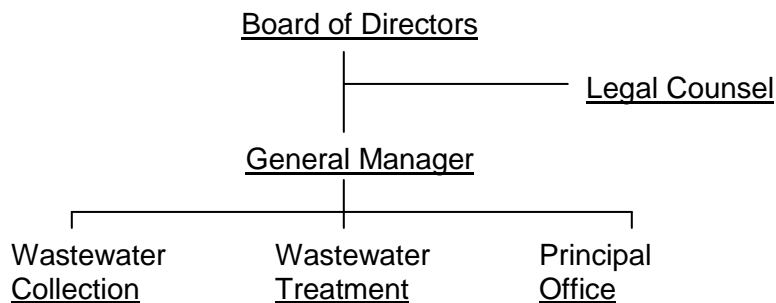 Board of Directors
Legal Counsel
General Manager
Wastewater Collection
Wastewater Treatment
Principal Office